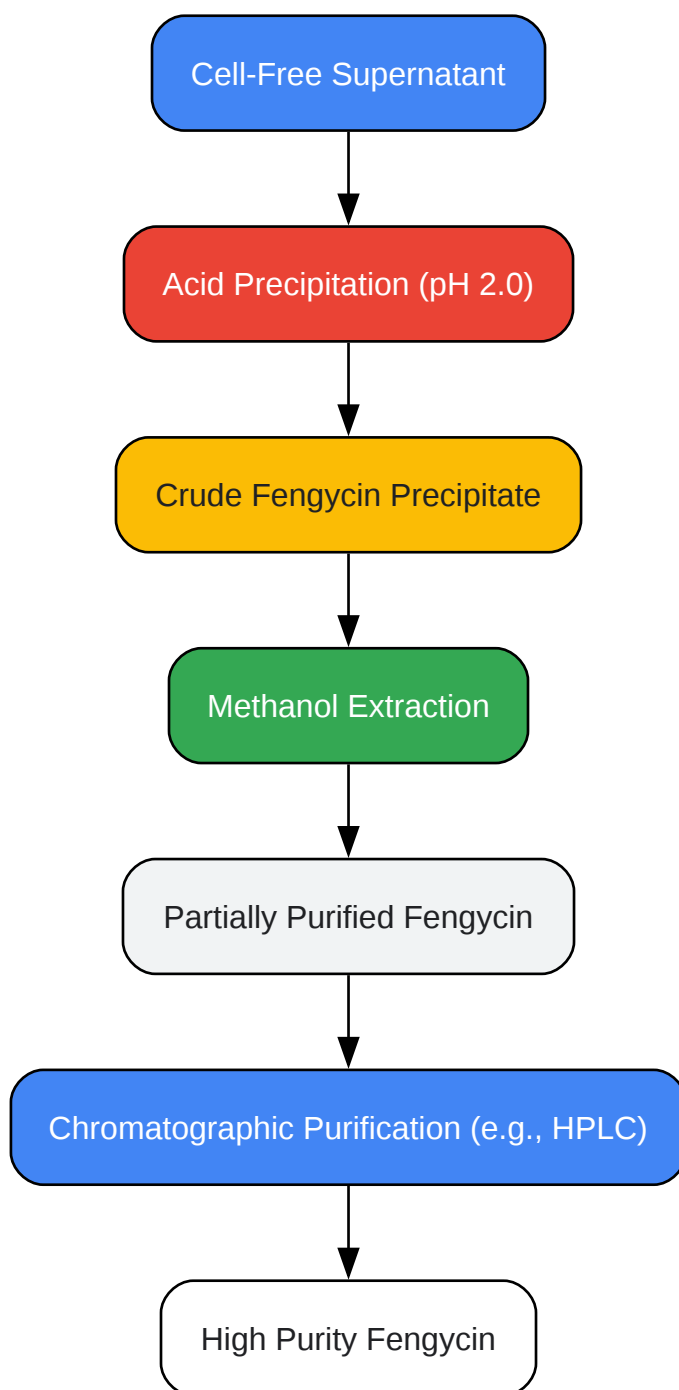 Cell-Free Supernatant
Acid Precipitation (pH 2.0)
Crude Fengycin Precipitate
Methanol Extraction
Partially Purified Fengycin
Chromatographic Purification (e.g., HPLC)
High Purity Fengycin